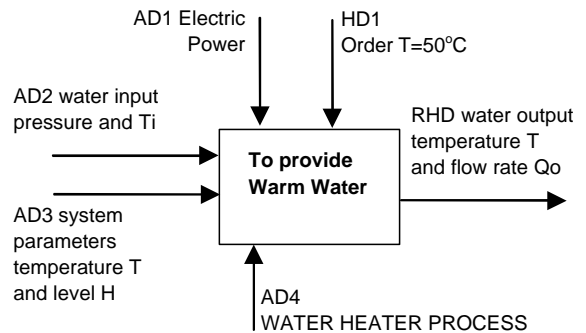 AD1 Electric
Power
HD1
Order T=50°C
AD2 water input
pressure and Ti
RHD water output
temperature T
and flow rate Qo
To provide
Warm Water
AD3 system
parameters
temperature T
and level H
AD4
WATER HEATER PROCESS